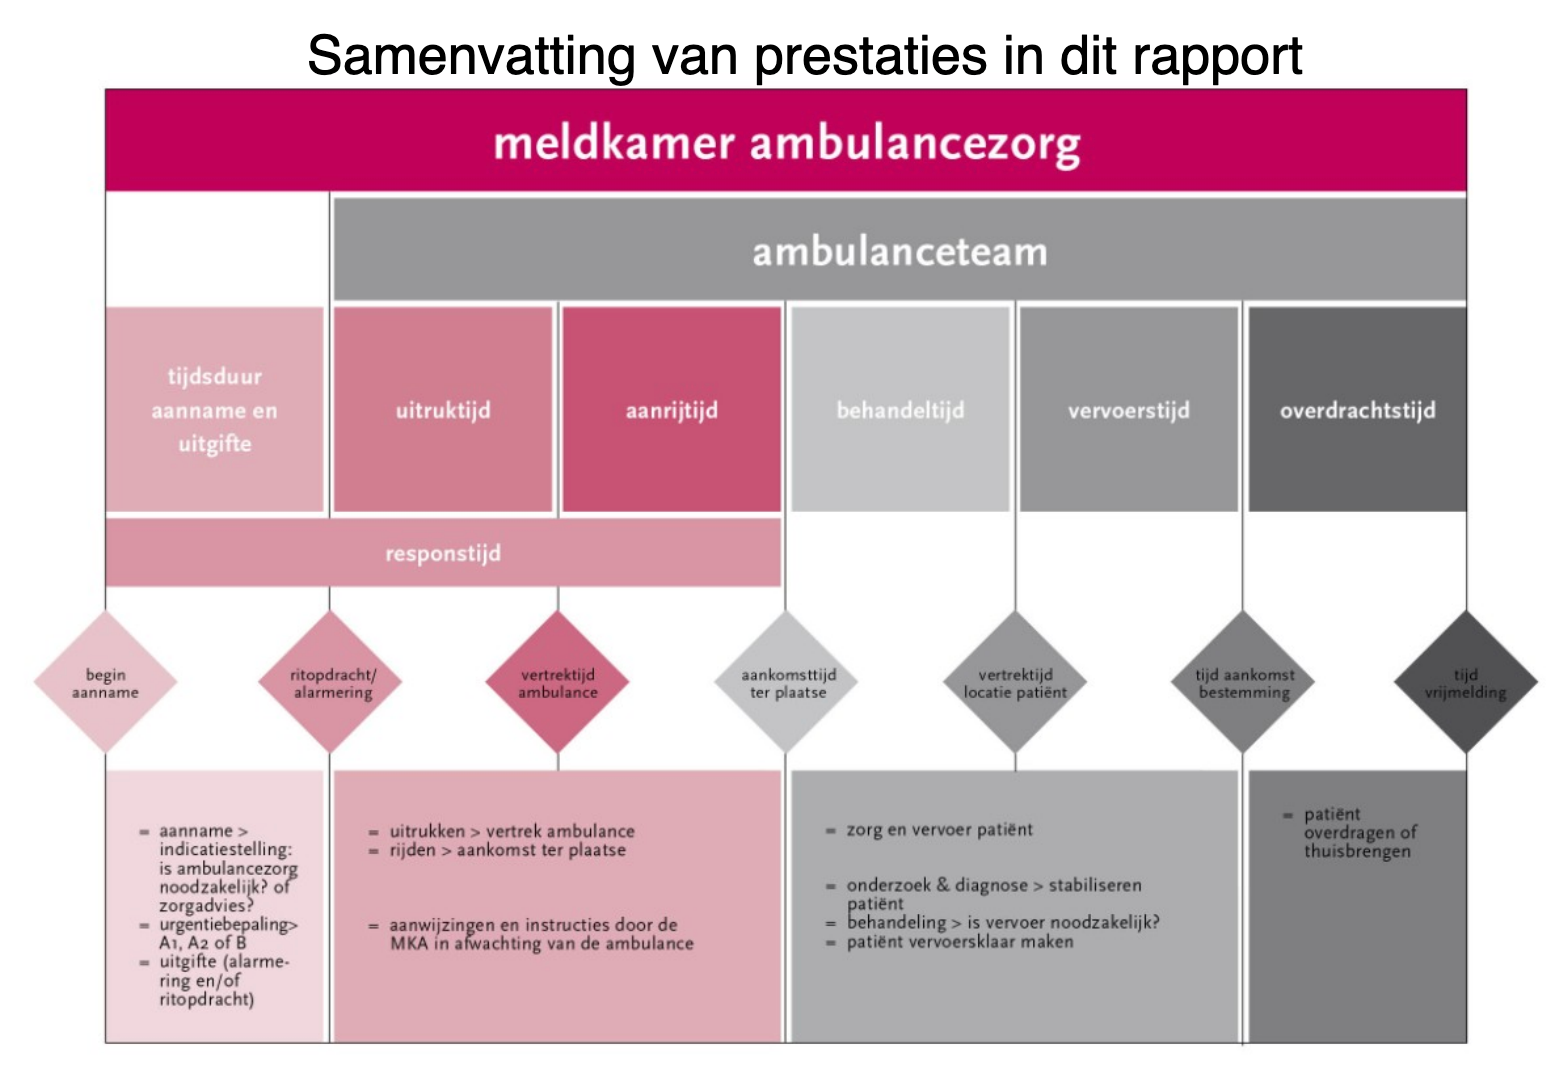 Samenvatting van prestaties in dit rapport
meldkamer ambulancezorg
ambulanceteam
tijdsduur
aanname en
uitgifte
uitruktijd
aanrijtijd
behandeltijd
vervoerstijd
overdrachtstijd
responstijd
begin
aanname
ritopdracht/
alarmering
vertrektijd
ambulance
aankomsttijd
ter plaatse
vertrektijd
locatie patiënt
tijd aankomst
bestemming
tijd
vrijmelding
= aanname >
indicatiestelling:
is ambulancezorg
noodzakelijk? of
zorgadvies?
= urgentiebepaling>
A1, A2 of B
= uitgifte (alarme-
ring en/of
ritopdracht)
= uitrukken > vertrek ambulance
= rijden > aankomst ter plaatse
= aanwijzingen en instructies door de
MKA in afwachting van de ambulance
= zorg en vervoer patiënt
= onderzoek & diagnose > stabiliseren
patiënt
= behandeling > is vervoer noodzakelijk?
= patiënt vervoersklaar maken
= patiënt
overdragen of
thuisbrengen